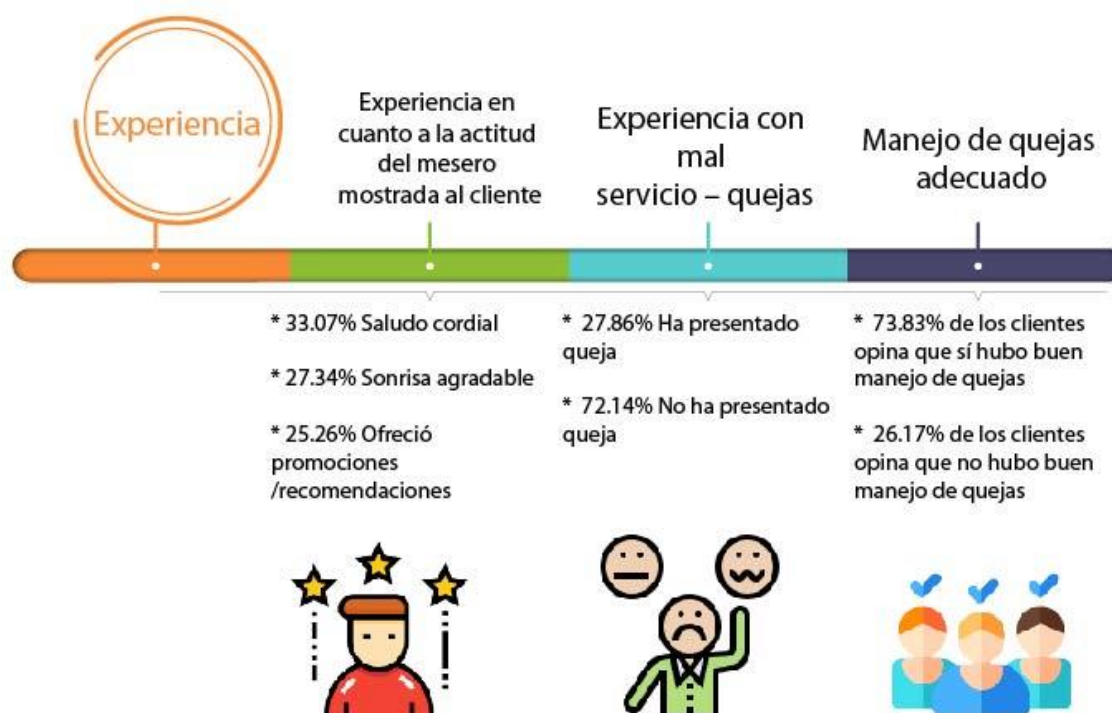 Experiencia
Experiencia en
cuanto a la actitud
del mesero
mostrada al cliente
Experiencia con
mal
servicio – quejas
Manejo de quejas
adecuado
* 33.07% Saludo cordial
* 27.34% Sonrisa agradable
* 25.26% Ofreció
promociones
/recomendaciones
* 27.86% Ha presentado
queja
* 72.14% No ha presentado
queja
* 73.83% de los clientes
opina que sí hubo buen
manejo de quejas
* 26.17% de los clientes
opina que no hubo buen
manejo de quejas